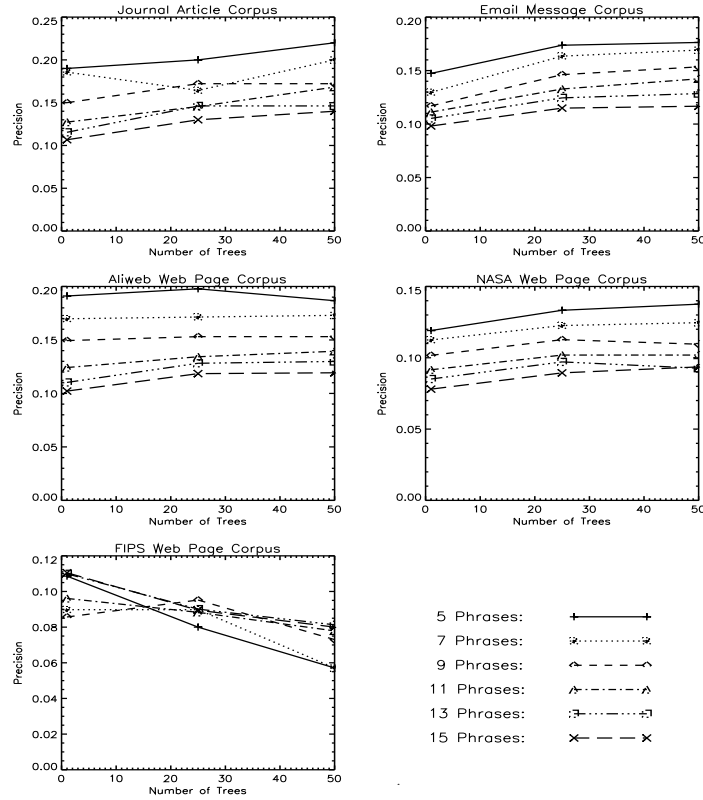 Journal Article Corpus
Precision
0.25
0.20
0.15
0.10
0.05
0.00
0 10 20 30 40 50
Number of Trees
Email Message Corpus
Precision
0.20
0.15
0.10
0.05
0.00
0 10 20 30 40 50
Number of Trees
Aliweb Web Page Corpus
Precision
0.20
0.15
0.10
0.05
0.00
0 10 20 30 40 50
Number of Trees
NASA Web Page Corpus
Precision
0.15
0.10
0.05
0.00
0 10 20 30 40 50
Number of Trees
FIPS Web Page Corpus
Precision
0.12
0.10
0.08
0.06
0.04
0.02
0.00
0 10 20 30 40 50
Number of Trees
5 Phrases:
7 Phrases:
9 Phrases:
11 Phrases:
13 Phrases:
15 Phrases: